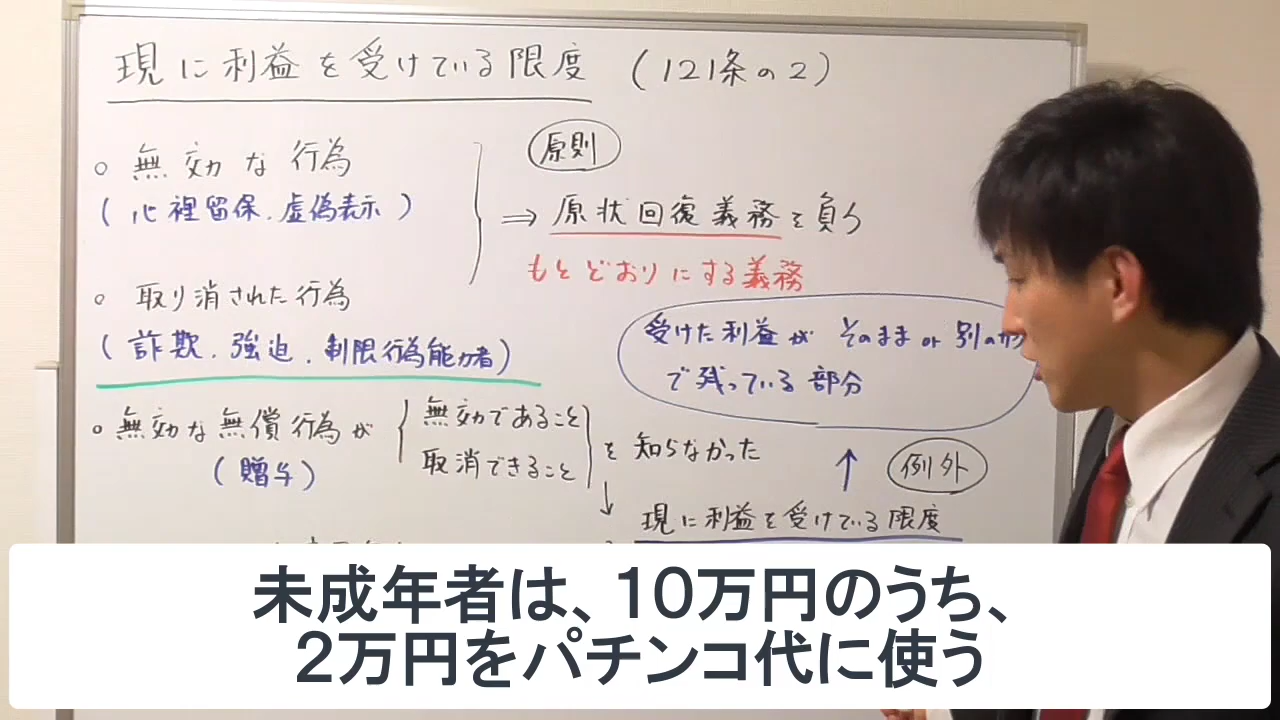 現に利益を受けている限度 (121条の2)
○ 無効な行為
(心裡留保、虚偽表示)
○ 取り消された行為
(詐欺、強迫、制限行為能力者)
原則
⇒ 原状回復義務を負う
もとどおりにする義務
受けた利益が そのまま or 別の形
で残っている部分
○ 無効な無償行為が
(贈与)
無効であること
取消できること
を知らなかった
↓
↑
例外
現に利益を受けている限度
未成年者は、10万円のうち、
2万円をパチンコ代に使う